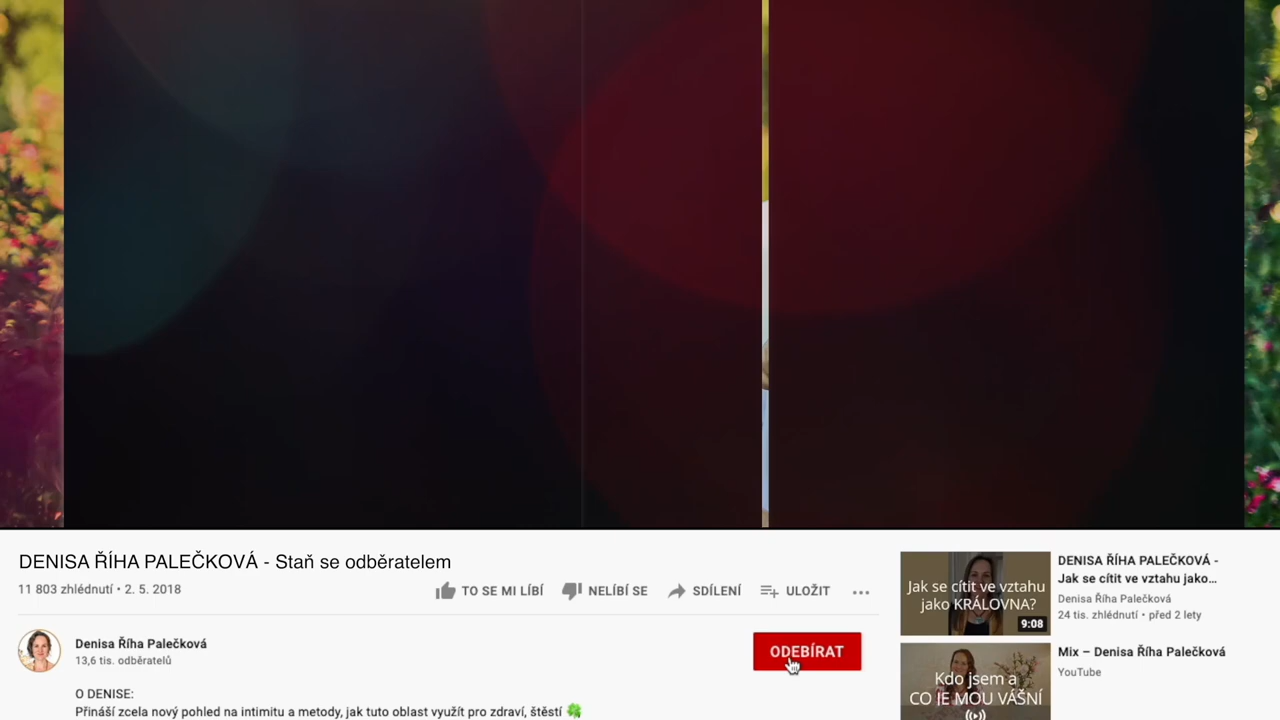 DENISA ŘÍHA PALEČKOVÁ - Staň se odběratelem
11 803 zhlédnutí • 2. 5. 2018
TO SE MI LÍBÍ
NELÍBÍ SE
SDÍLENÍ
ULOŽIT
Denisa Říha Palečková
13,6 tis. odběratelů
ODEBÍRAT
O DENISE:
Přináší zcela nový pohled na intimitu a metody, jak tuto oblast využít pro zdraví, štěstí 🍀
Jak se cítit ve vztahu
jako KRÁLOVNA?
9:08
DENISA ŘÍHA PALEČKOVÁ -
Jak se cítit ve vztahu jako…
Denisa Říha Palečková
24 tis. zhlédnutí • před 2 lety
Kdo jsem a
CO JE MOU VÁŠNÍ
Mix – Denisa Říha Palečková
YouTube